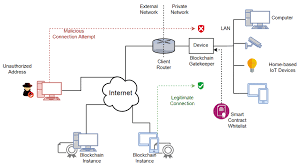 External
Network
Private
Network
Malicious
Connection Attempt
LAN
Computer
Unauthorized
Address
Client
Router
Device
Blockchain
Gatekeeper
Internet
Home-based
IoT Devices
Legitimate
Connection
Smart
Contract
Whitelist
Blockchain
Instance
Blockchain
Instance